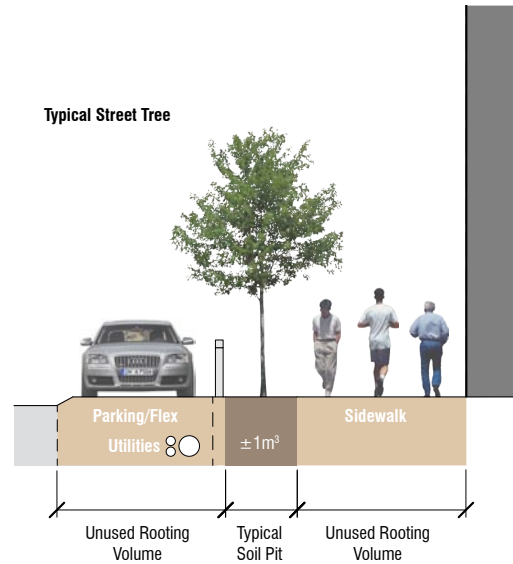 Typical Street Tree
Parking/Flex
Utilities
±1m³
Sidewalk
Unused Rooting
Volume
Typical
Soil Pit
Unused Rooting
Volume